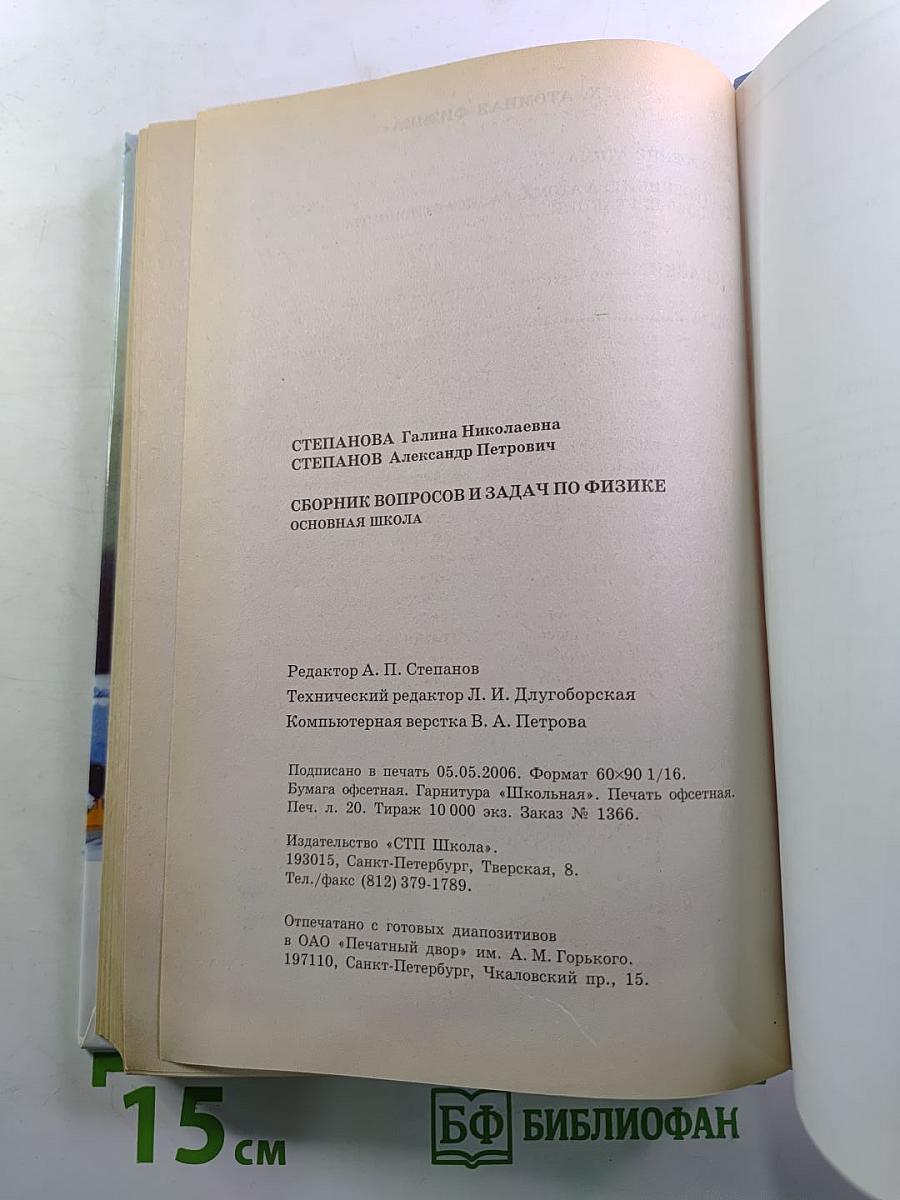 СТЕПАНОВА Галина Николаевна
СТЕПАНОВ Александр Петрович
СБОРНИК ВОПРОСОВ И ЗАДАЧ ПО ФИЗИКЕ
ОСНОВНАЯ ШКОЛА
Редактор А. П. Степанов
Технический редактор Л. И. Длугоборская
Компьютерная верстка В. А. Петрова
Подписано в печать 05.05.2006. Формат 60×90 1/16.
Бумага офсетная. Гарнитура «Школьная». Печать офсетная.
Печ. л. 20. Тираж 10 000 экз. Заказ № 1366.
Издательство «СТП Школа».
193015, Санкт-Петербург, Тверская, 8.
Тел./факс (812) 379-1789.
Отпечатано с готовых диапозитивов
в ОАО «Печатный двор» им. А. М. Горького.
197110, Санкт-Петербург, Чкаловский пр., 15.
15 см
БФ БИБЛИОФАН